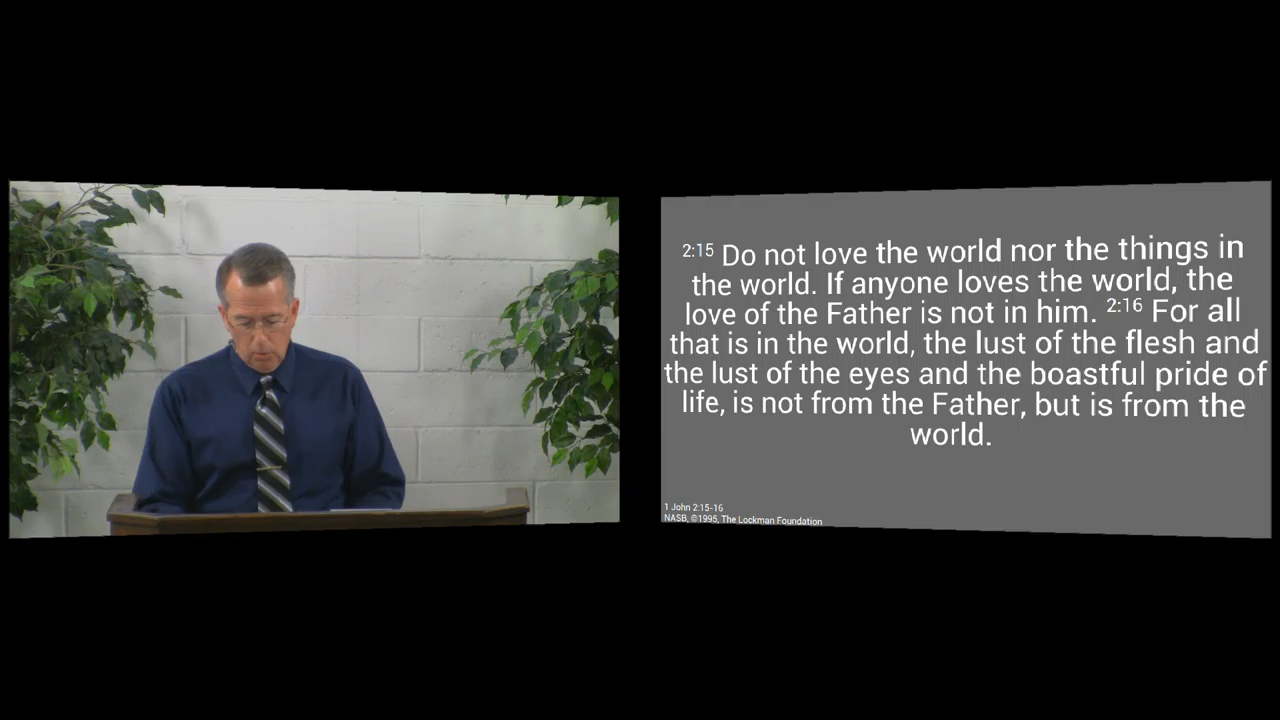 2:15 Do not love the world nor the things in
the world. If anyone loves the world, the
love of the Father is not in him. 2:16 For all
that is in the world, the lust of the flesh and
the lust of the eyes and the boastful pride of
life, is not from the Father, but is from the
world.
1 John 2:15-16
NASB, ©1995, The Lockman Foundation